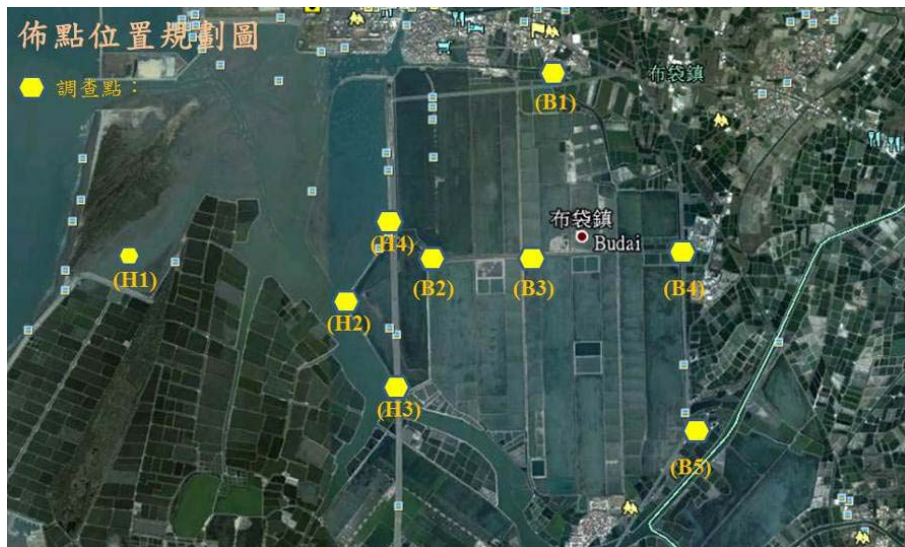 佈點位置規劃圖
調查點：
布袋鎮
(B1)
布袋鎮
Budai
(H4)
(H1)
(B2)
(B3)
(B4)
(H2)
(H3)
(B5)